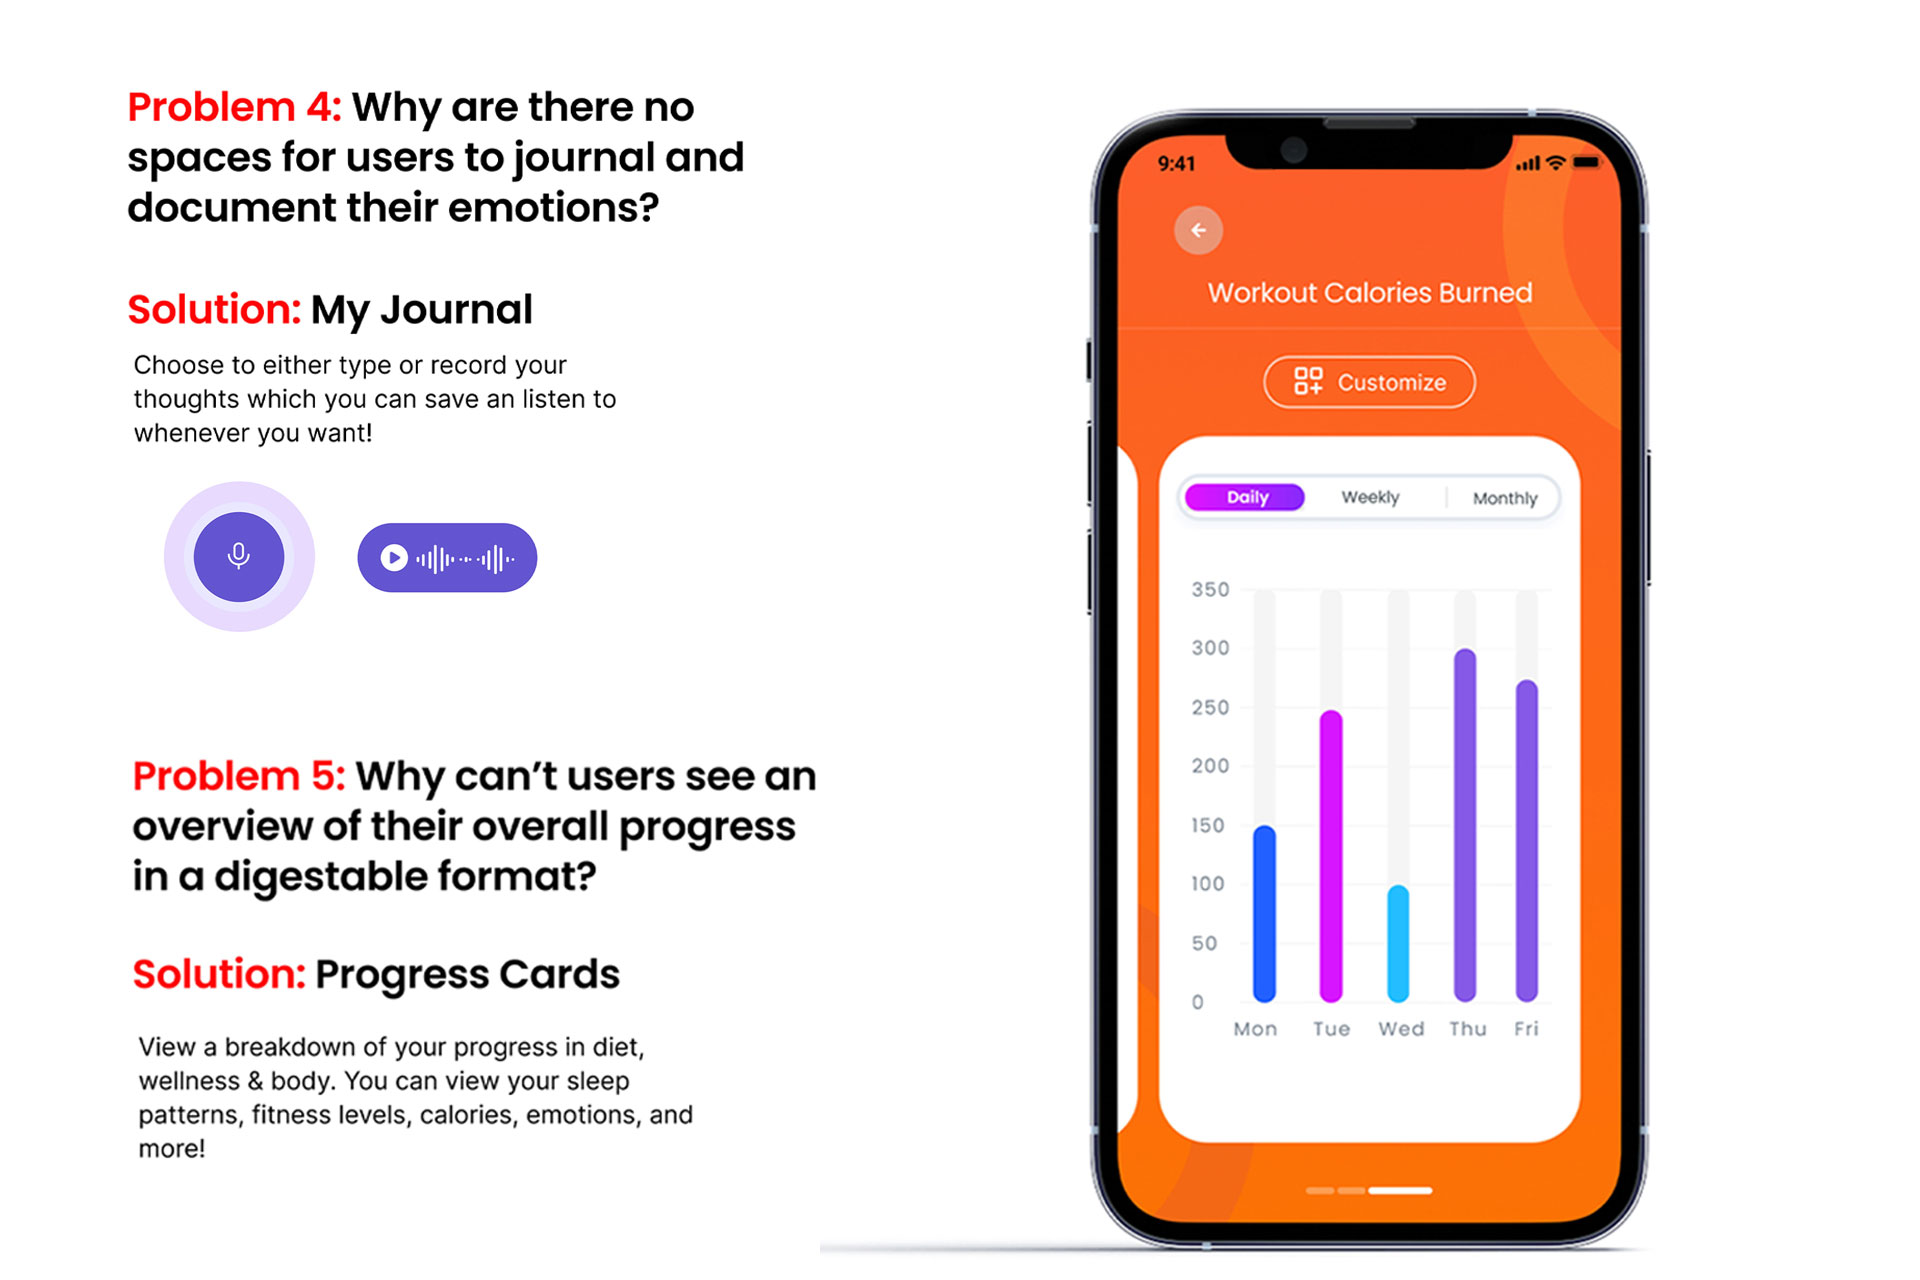 Problem 4: Why are there no
spaces for users to journal and
document their emotions?
Solution: My Journal
Choose to either type or record your
thoughts which you can save an listen to
whenever you want!
Problem 5: Why can't users see an
overview of their overall progress
in a digestable format?
Solution: Progress Cards
View a breakdown of your progress in diet,
wellness & body. You can view your sleep
patterns, fitness levels, calories, emotions, and
more!
9:41
Workout Calories Burned
Customize
Daily Weekly Monthly
350
300
250
200
150
100
50
0
Mon Tue Wed Thu Fri